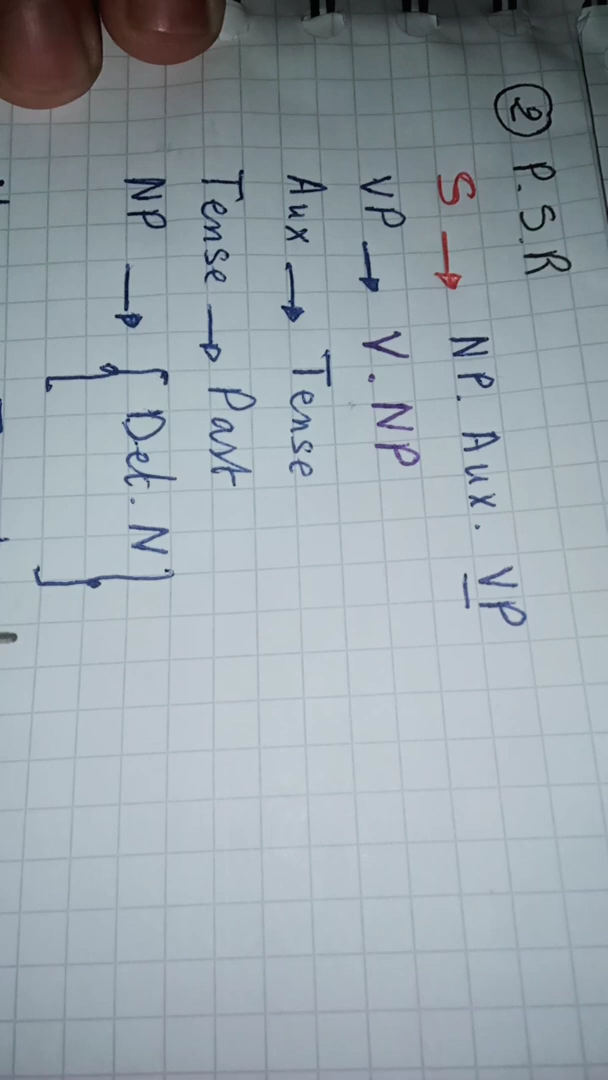 ② P.S.R
S → NP. Aux. VP
VP → V. NP
Aux → Tense
Tense → Past
NP → { Det. N }